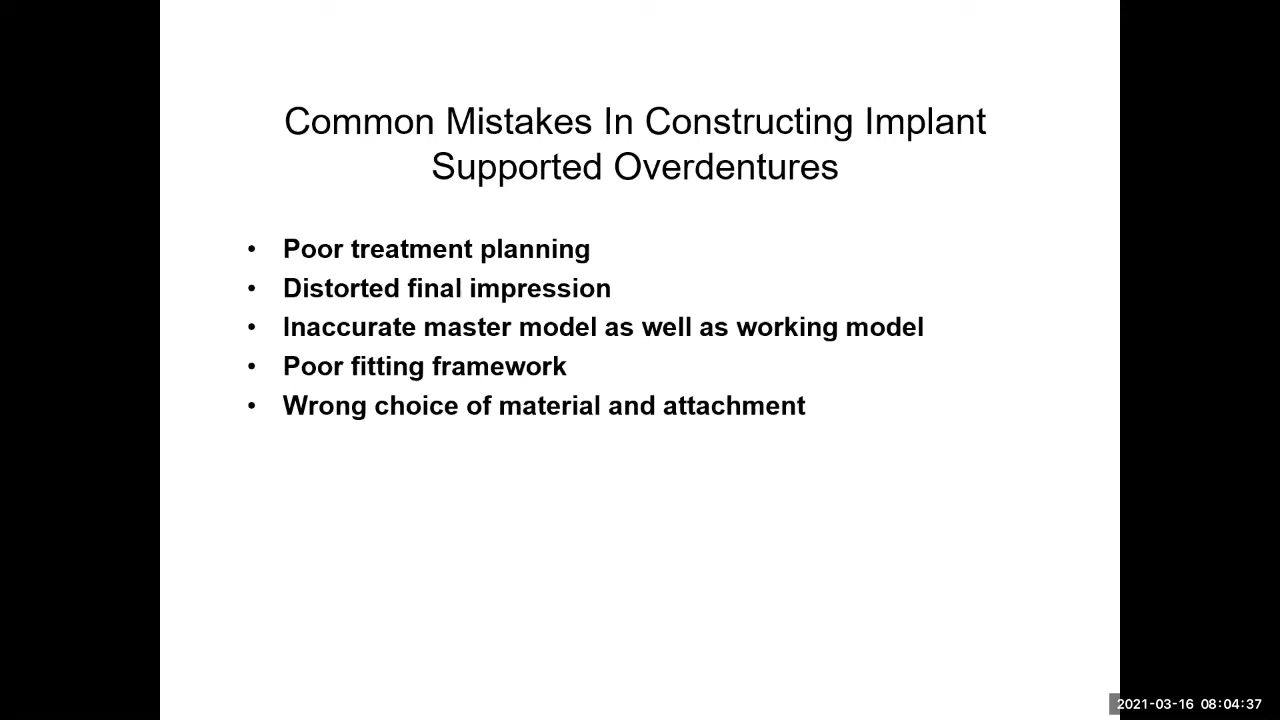 Common Mistakes In Constructing Implant
Supported Overdentures
• Poor treatment planning
• Distorted final impression
• Inaccurate master model as well as working model
• Poor fitting framework
• Wrong choice of material and attachment
2021-03-16 08:04:37